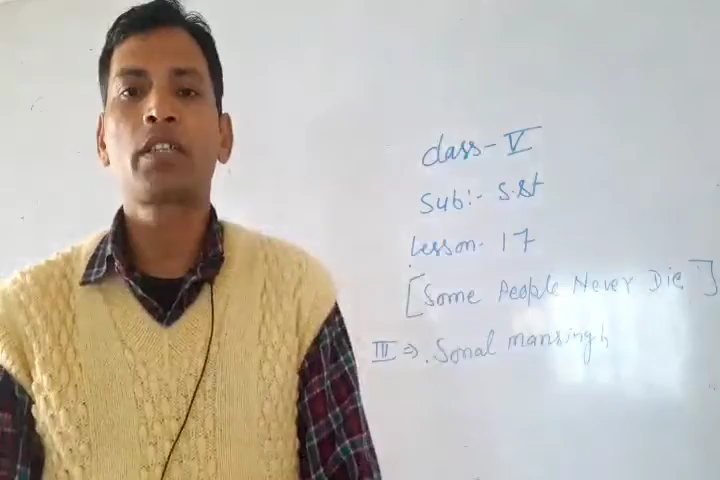 Class - V
Sub:- S.St
Lesson - 17
[Some People Never Die]
III ⇒ . Sonal mansingh